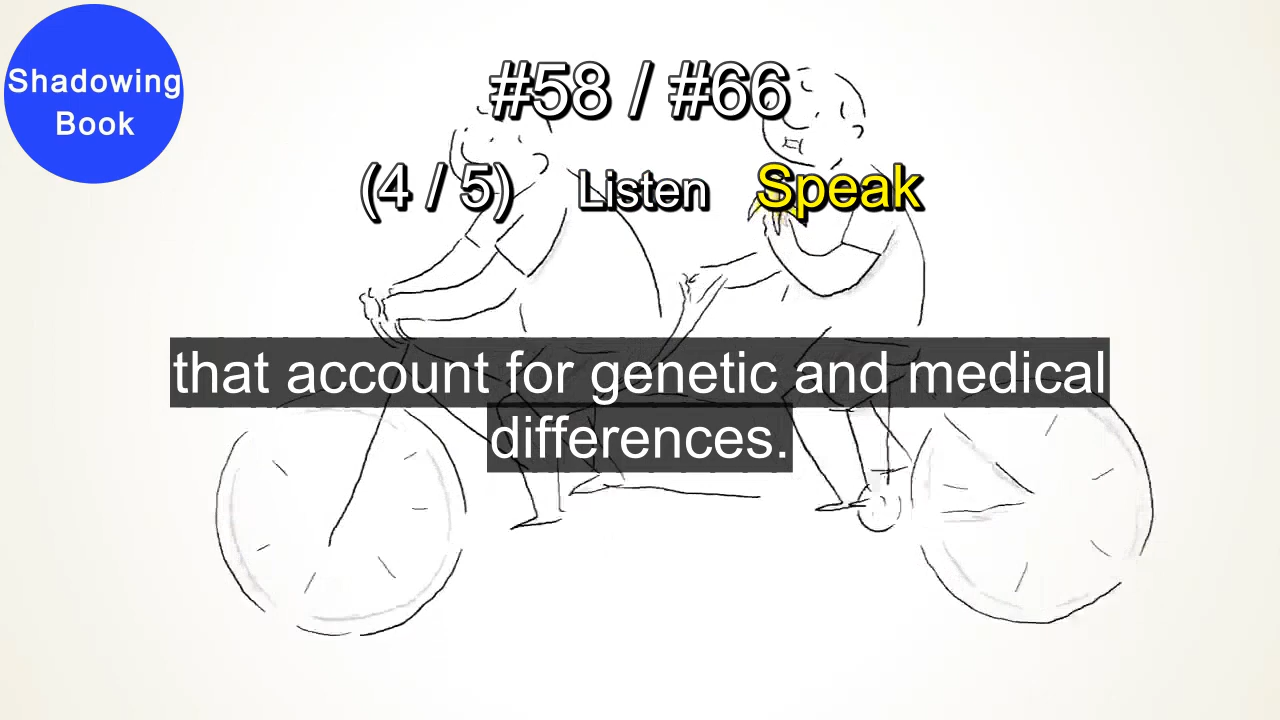 Shadowing
Book
#58 / #66
(4 / 5) Listen Speak
that account for genetic and medical
differences.